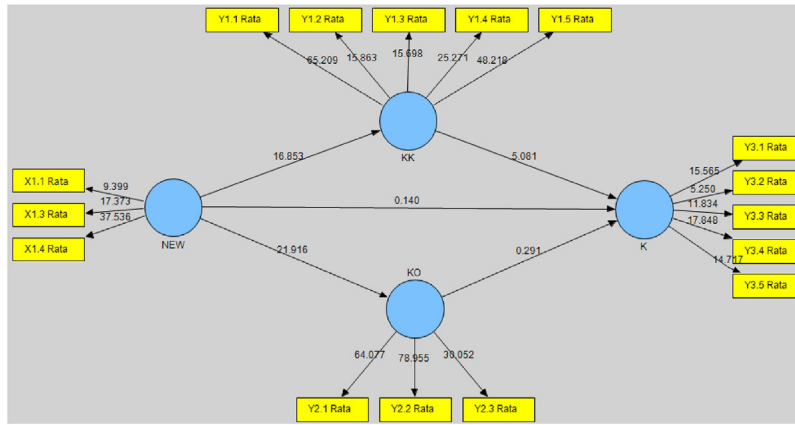 Y1.1 Rata
Y1.2 Rata
Y1.3 Rata
Y1.4 Rata
Y1.5 Rata
65.209
15.863
15.698
25.271
48.218
KK
16.853
5.081
X1.1 Rata
X1.3 Rata
X1.4 Rata
9.399
17.373
37.536
NEW
0.140
K
15.565
5.250
11.834
17.848
14.717
Y3.1 Rata
Y3.2 Rata
Y3.3 Rata
Y3.4 Rata
Y3.5 Rata
21.916
0.291
KO
64.077
78.955
30.052
Y2.1 Rata
Y2.2 Rata
Y2.3 Rata